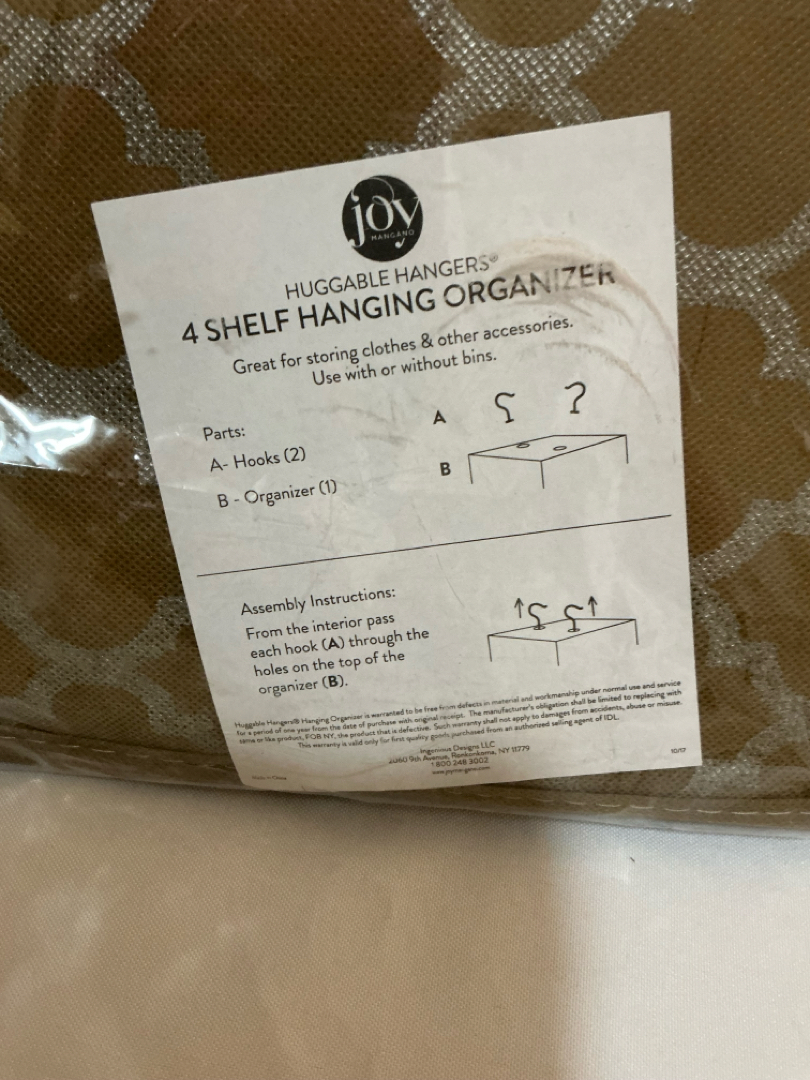 joy
MANGANO
HUGGABLE HANGERS®
4 SHELF HANGING ORGANIZER
Great for storing clothes & other accessories.
Use with or without bins.
Parts:
A- Hooks (2)
B - Organizer (1)
A
B
Assembly Instructions:
From the interior pass
each hook (A) through the
holes on the top of the
organizer (B).
Huggable Hangers® Hanging Organizer is warranted to be free from defects in material and workmanship under normal use and service
for a period of one year from the date of purchase with original receipt. The manufacturer's obligation shall be limited to replacing with
same or like product, FOB NY, the product that is defective. Such warranty shall not apply to damages from accidents, abuse or misuse.
This warranty is valid only for first quality goods purchased from an authorized selling agent of IDL.
Ingenious Designs LLC
2060 9th Avenue, Ronkonkoma, NY 11779
1 800 348 3002
www.joymangano.com
Made in China
10/17